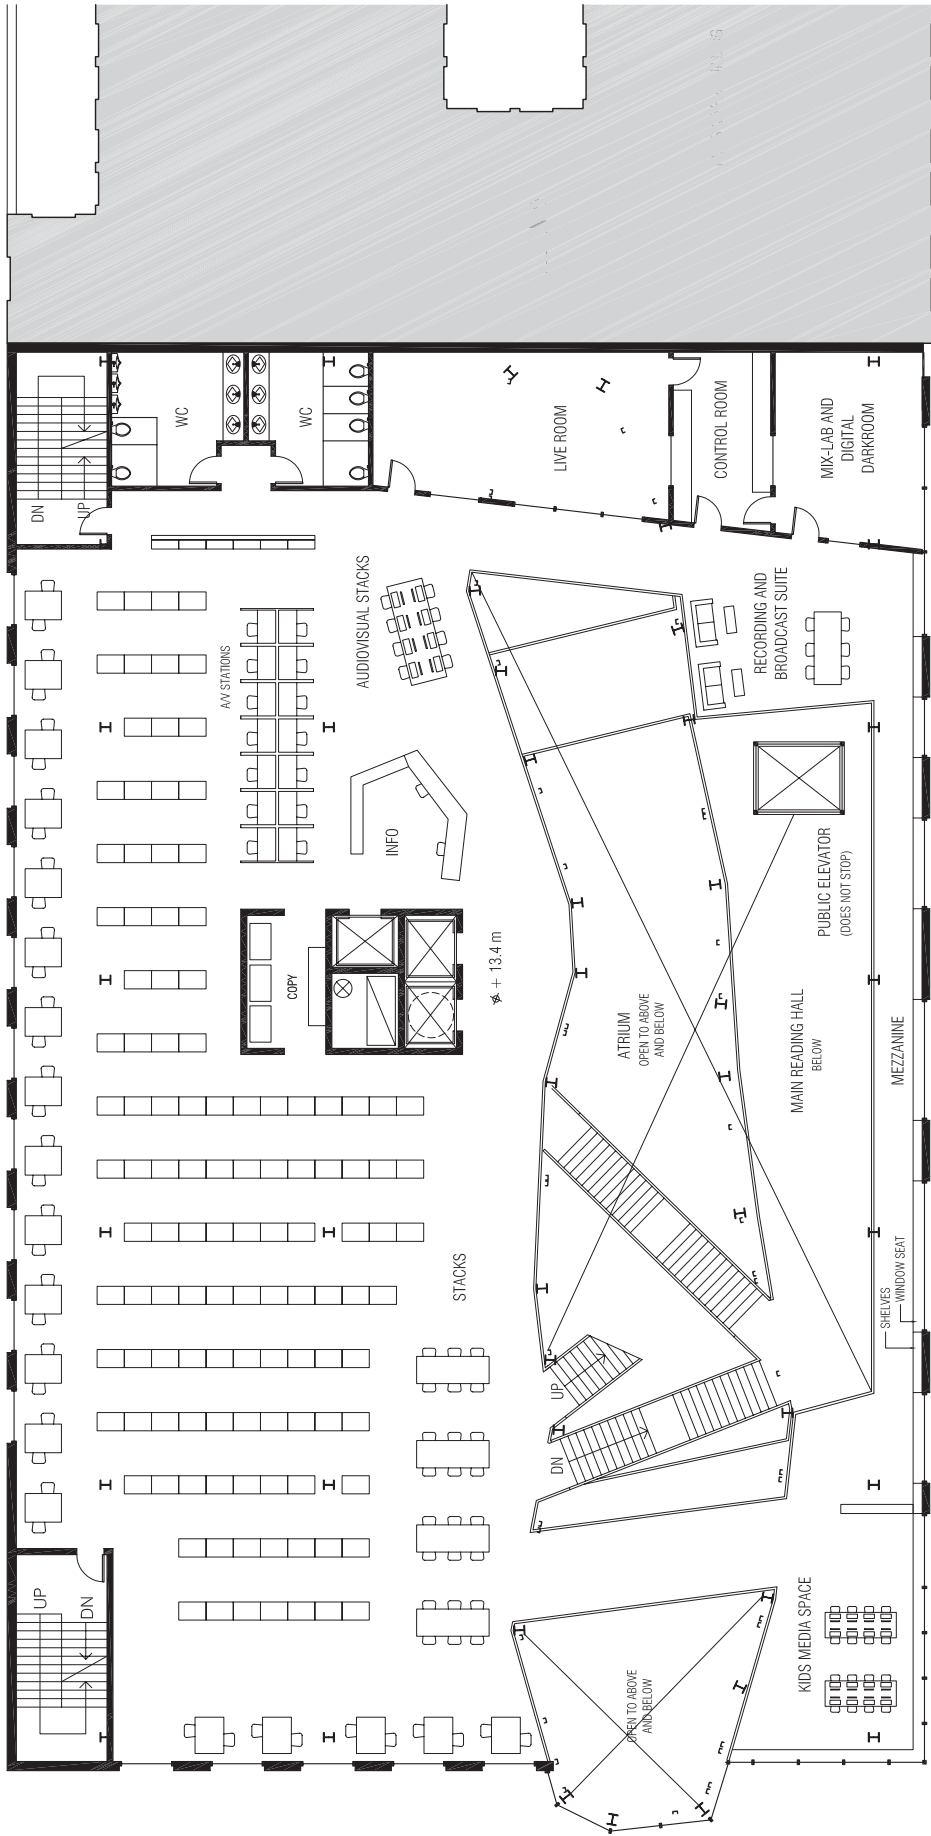 DN
UP
WC
WC
LIVE ROOM
CONTROL ROOM
MIX-LAB AND
DIGITAL
DARKROOM
A/V STATIONS
AUDIOVISUAL STACKS
RECORDING AND
BROADCAST SUITE
INFO
PUBLIC ELEVATOR
(DOES NOT STOP)
COPY
+ 13.4 m
ATRIUM
OPEN TO ABOVE
AND BELOW
MAIN READING HALL
BELOW
MEZZANINE
STACKS
SHELVES
WINDOW SEAT
UP
DN
UP
DN
KIDS MEDIA SPACE
OPEN TO ABOVE
AND BELOW